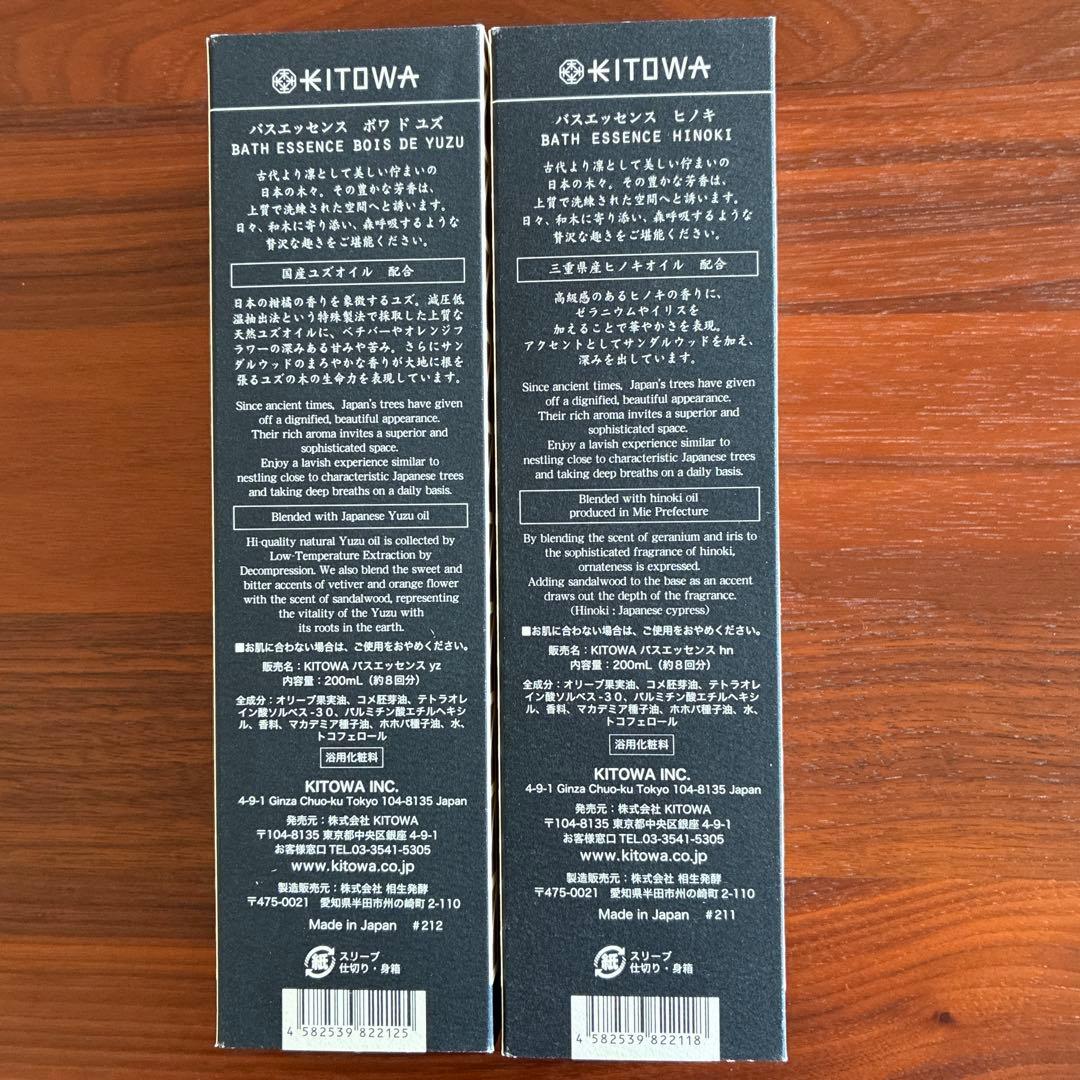 KITOWA
バスエッセンス ボワ ド ユズ
BATH ESSENCE BOIS DE YUZU
古代より凛として美しい佇まいの
日本の木々。その豊かな芳香は、
上質で洗練された空間へと誘います。
日々、和木に寄り添い、森呼吸するような
贅沢な趣きをご堪能ください。
国産ユズオイル 配合
日本の柑橘の香りを象徴するユズ。減圧低
温抽出法という特殊製法で採取した上質な
天然ユズオイルに、ベチバーやオレンジフ
ラワーの深みある甘みや苦み。さらにサン
ダルウッドのまろやかな香りが大地に根を
張るユズの木の生命力を表現しています。
Since ancient times, Japan's trees have given
off a dignified, beautiful appearance.
Their rich aroma invites a superior and
sophisticated space.
Enjoy a lavish experience similar to
nestling close to characteristic Japanese trees
and taking deep breaths on a daily basis.
Blended with Japanese Yuzu oil
Hi-quality natural Yuzu oil is collected by
Low-Temperature Extraction by
Decompression. We also blend the sweet and
bitter accents of vetiver and orange flower
with the scent of sandalwood, representing
the vitality of the Yuzu with
its roots in the earth.
■お肌に合わない場合は、ご使用をおやめください。
販売名：KITOWA バスエッセンス yz
内容量：200mL（約8回分）
全成分：オリーブ果実油、コメ胚芽油、テトラオレ
イン酸ソルベス-30、パルミチン酸エチルヘキシ
ル、香料、マカデミア種子油、ホホバ種子油、水、
トコフェロール
浴用化粧料
KITOWA INC.
4-9-1 Ginza Chuo-ku Tokyo 104-8135 Japan
発売元：株式会社 KITOWA
〒104-8135 東京都中央区銀座 4-9-1
お客様窓口 TEL.03-3541-5305
www.kitowa.co.jp
製造販売元：株式会社 相生発酵
〒475-0021 愛知県半田市州の崎町 2-110
Made in Japan #212
紙 スリーブ
仕切り・身箱
4 582539 822125
KITOWA
バスエッセンス ヒノキ
BATH ESSENCE HINOKI
古代より凛として美しい佇まいの
日本の木々。その豊かな芳香は、
上質で洗練された空間へと誘います。
日々、和木に寄り添い、森呼吸するような
贅沢な趣きをご堪能ください。
三重県産ヒノキオイル 配合
高級感のあるヒノキの香りに、
ゼラニウムやイリスを
加えることで華やかさを表現。
アクセントとしてサンダルウッドを加え、
深みを出しています。
Since ancient times, Japan's trees have given
off a dignified, beautiful appearance.
Their rich aroma invites a superior and
sophisticated space.
Enjoy a lavish experience similar to
nestling close to characteristic Japanese trees
and taking deep breaths on a daily basis.
Blended with hinoki oil
produced in Mie Prefecture
By blending the scent of geranium and iris to
the sophisticated fragrance of hinoki,
ornateness is expressed.
Adding sandalwood to the base as an accent
draws out the depth of the fragrance.
(Hinoki : Japanese cypress)
■お肌に合わない場合は、ご使用をおやめください。
販売名：KITOWA バスエッセンス hn
内容量：200mL（約8回分）
全成分：オリーブ果実油、コメ胚芽油、テトラオレ
イン酸ソルベス-30、パルミチン酸エチルヘキシ
ル、香料、マカデミア種子油、ホホバ種子油、水、
トコフェロール
浴用化粧料
KITOWA INC.
4-9-1 Ginza Chuo-ku Tokyo 104-8135 Japan
発売元：株式会社 KITOWA
〒104-8135 東京都中央区銀座 4-9-1
お客様窓口 TEL.03-3541-5305
www.kitowa.co.jp
製造販売元：株式会社 相生発酵
〒475-0021 愛知県半田市州の崎町 2-110
Made in Japan #211
紙 スリーブ
仕切り・身箱
4 582539 822118